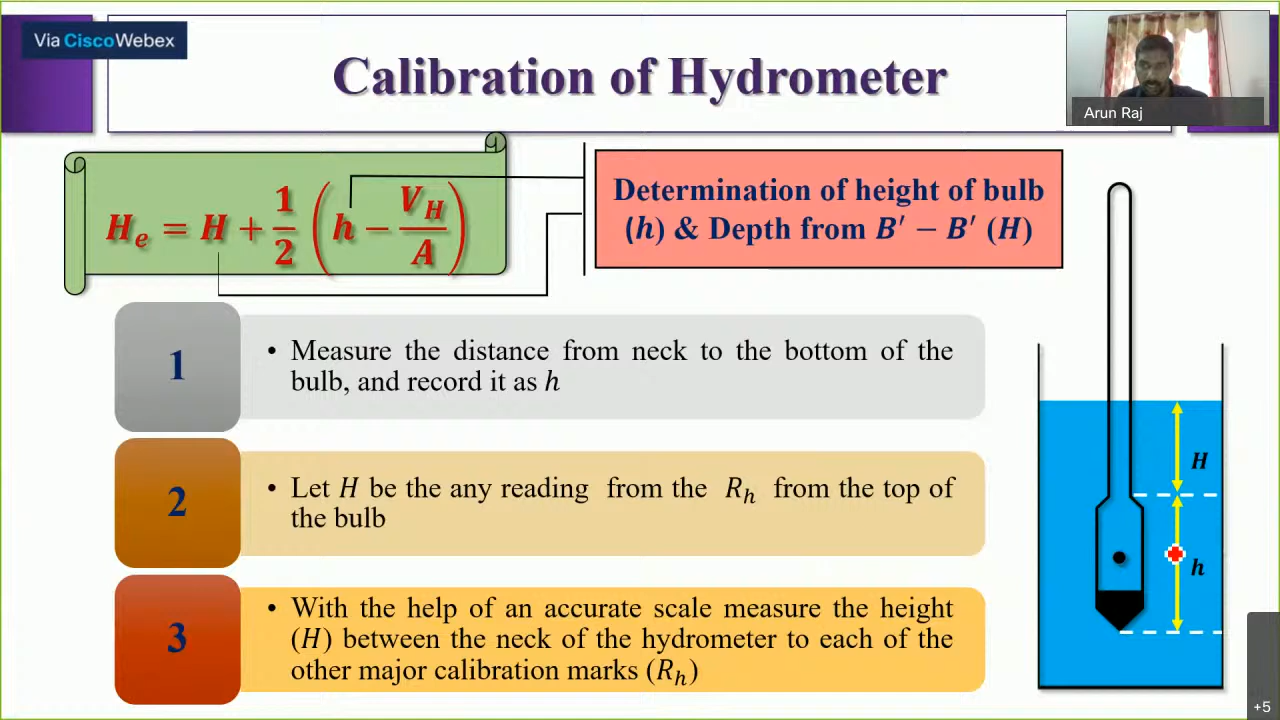 Via CiscoWebex
Calibration of Hydrometer
Arun Raj
H_e = H + 1/2 (h − V_H/A)
Determination of height of bulb
(h) & Depth from B′ − B′ (H)
1
• Measure the distance from neck to the bottom of the
bulb, and record it as h
2
• Let H be the any reading from the R_h from the top of
the bulb
3
• With the help of an accurate scale measure the height
(H) between the neck of the hydrometer to each of the
other major calibration marks (R_h)
H
h
+5